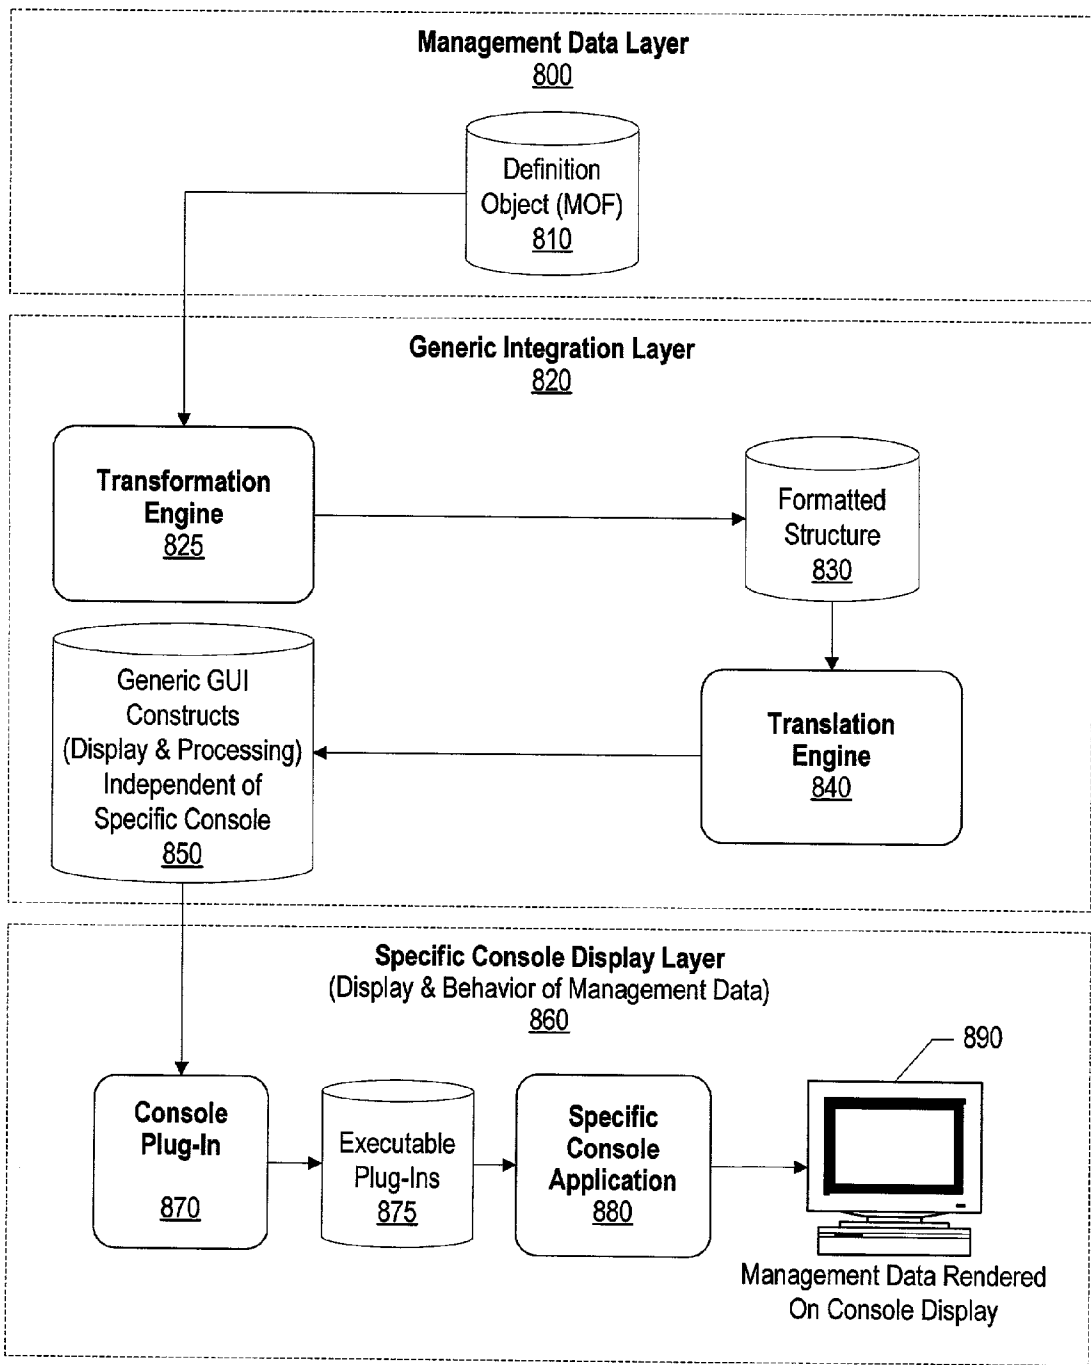 Management Data Layer
800
Definition
Object (MOF)
810
Generic Integration Layer
820
Transformation
Engine
825
Formatted
Structure
830
Generic GUI
Constructs
(Display & Processing)
Independent of
Specific Console
850
Translation
Engine
840
Specific Console Display Layer
(Display & Behavior of Management Data)
860
890
Console
Plug-In
870
Executable
Plug-Ins
875
Specific
Console
Application
880
Management Data Rendered
On Console Display